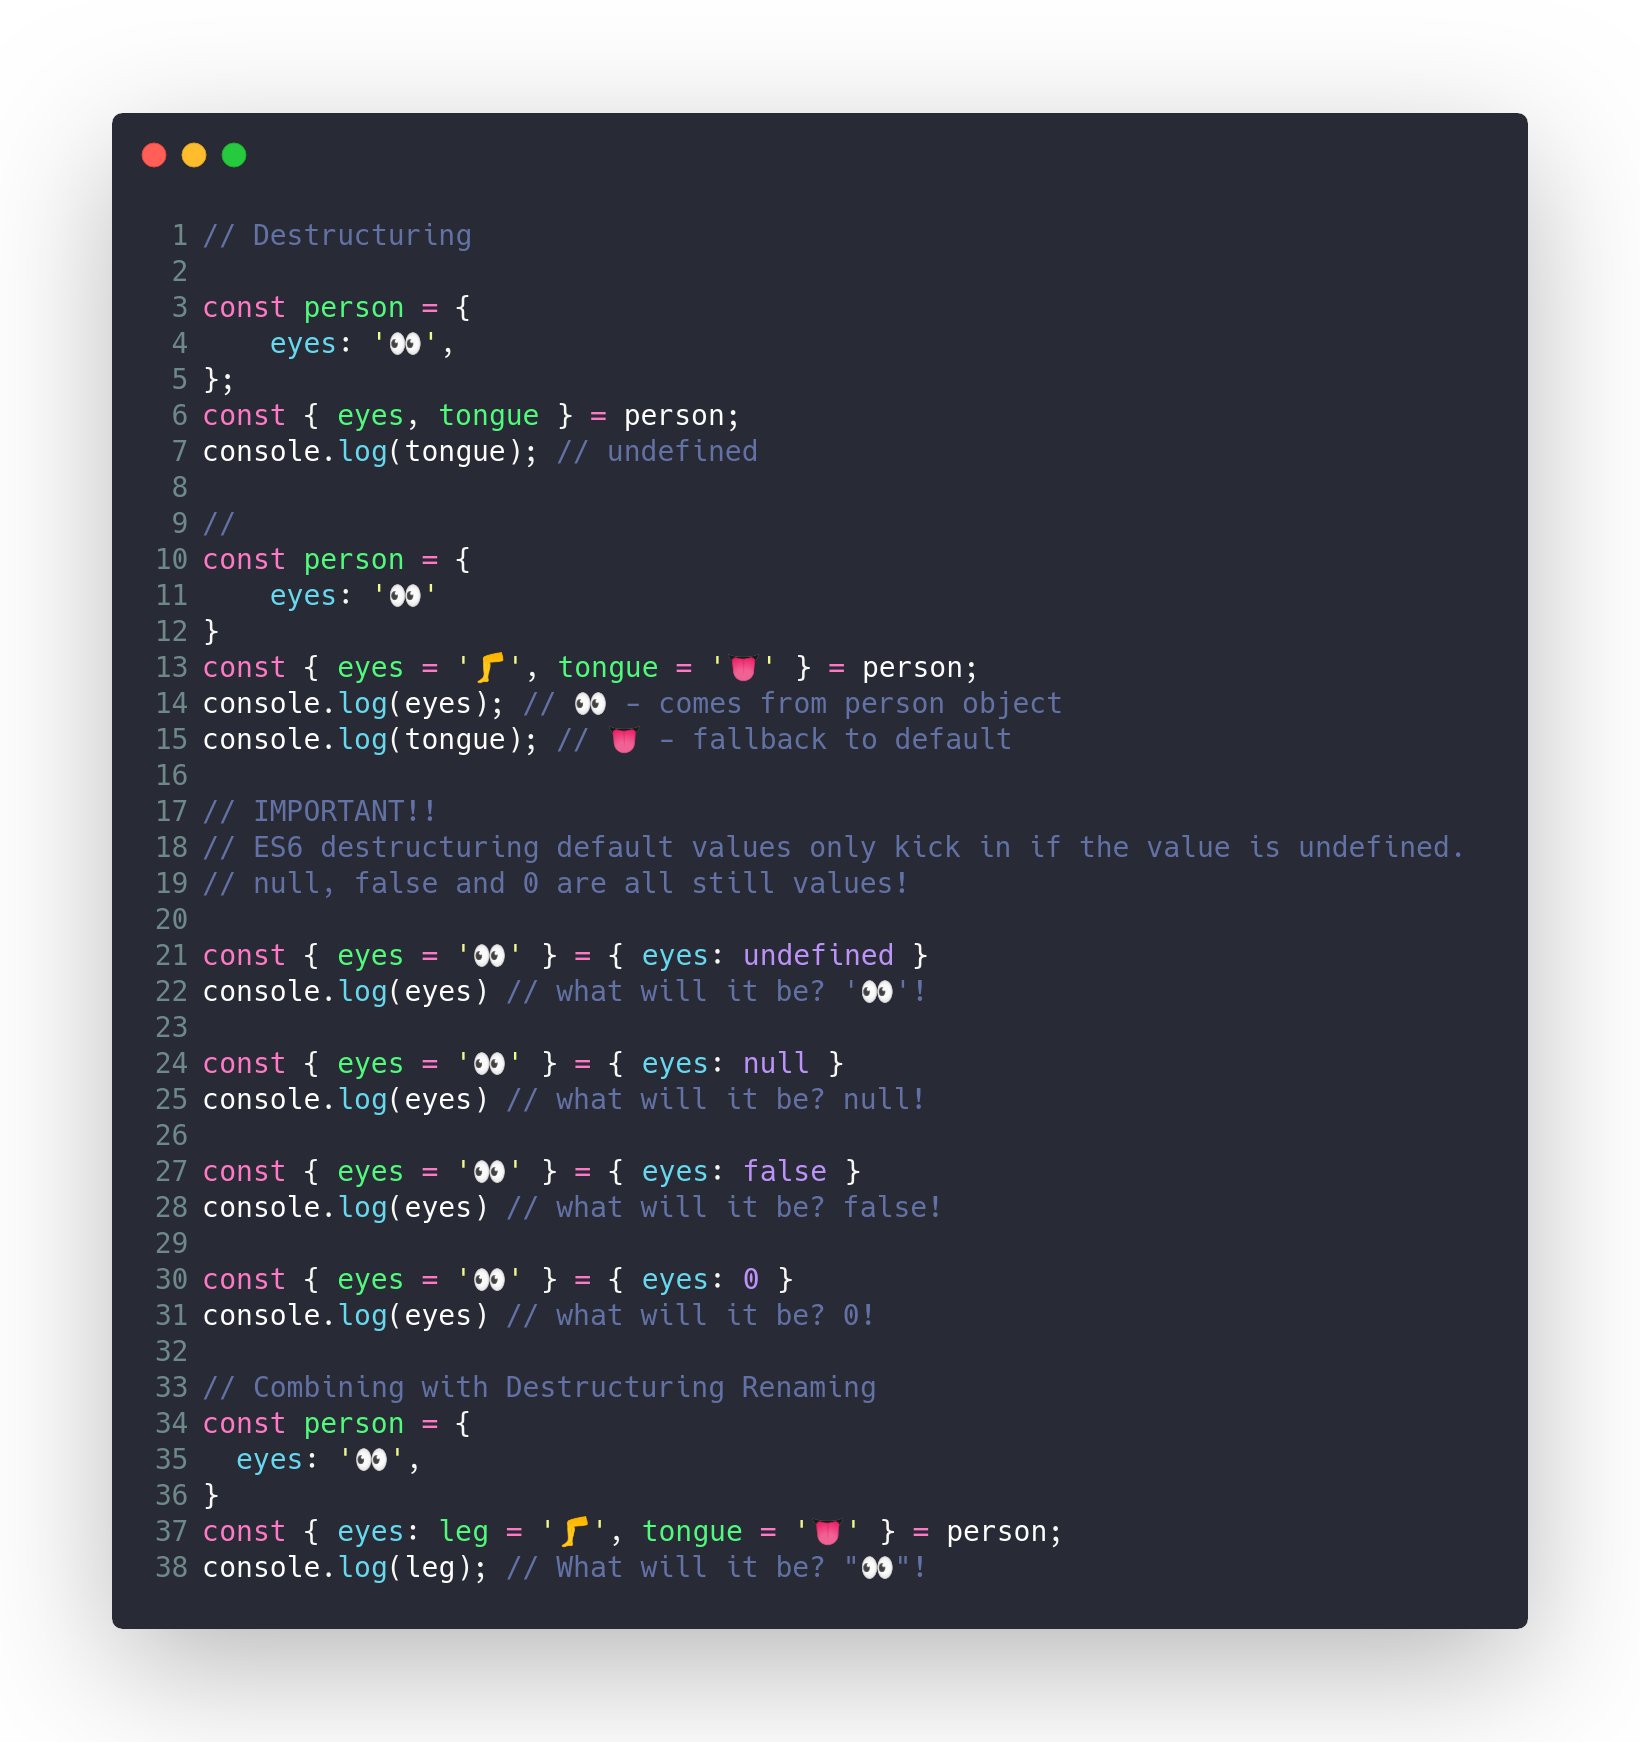 1 // Destructuring
2
3 const person = {
4     eyes: '👀',
5 };
6 const { eyes, tongue } = person;
7 console.log(tongue); // undefined
8
9 //
10 const person = {
11     eyes: '👀'
12 }
13 const { eyes = '🦵', tongue = '👅' } = person;
14 console.log(eyes); // 👀 - comes from person object
15 console.log(tongue); // 👅 - fallback to default
16
17 // IMPORTANT!!
18 // ES6 destructuring default values only kick in if the value is undefined.
19 // null, false and 0 are all still values!
20
21 const { eyes = '👀' } = { eyes: undefined }
22 console.log(eyes) // what will it be? '👀'!
23
24 const { eyes = '👀' } = { eyes: null }
25 console.log(eyes) // what will it be? null!
26
27 const { eyes = '👀' } = { eyes: false }
28 console.log(eyes) // what will it be? false!
29
30 const { eyes = '👀' } = { eyes: 0 }
31 console.log(eyes) // what will it be? 0!
32
33 // Combining with Destructuring Renaming
34 const person = {
35   eyes: '👀',
36 }
37 const { eyes: leg = '🦵', tongue = '👅' } = person;
38 console.log(leg); // What will it be? "👀"!